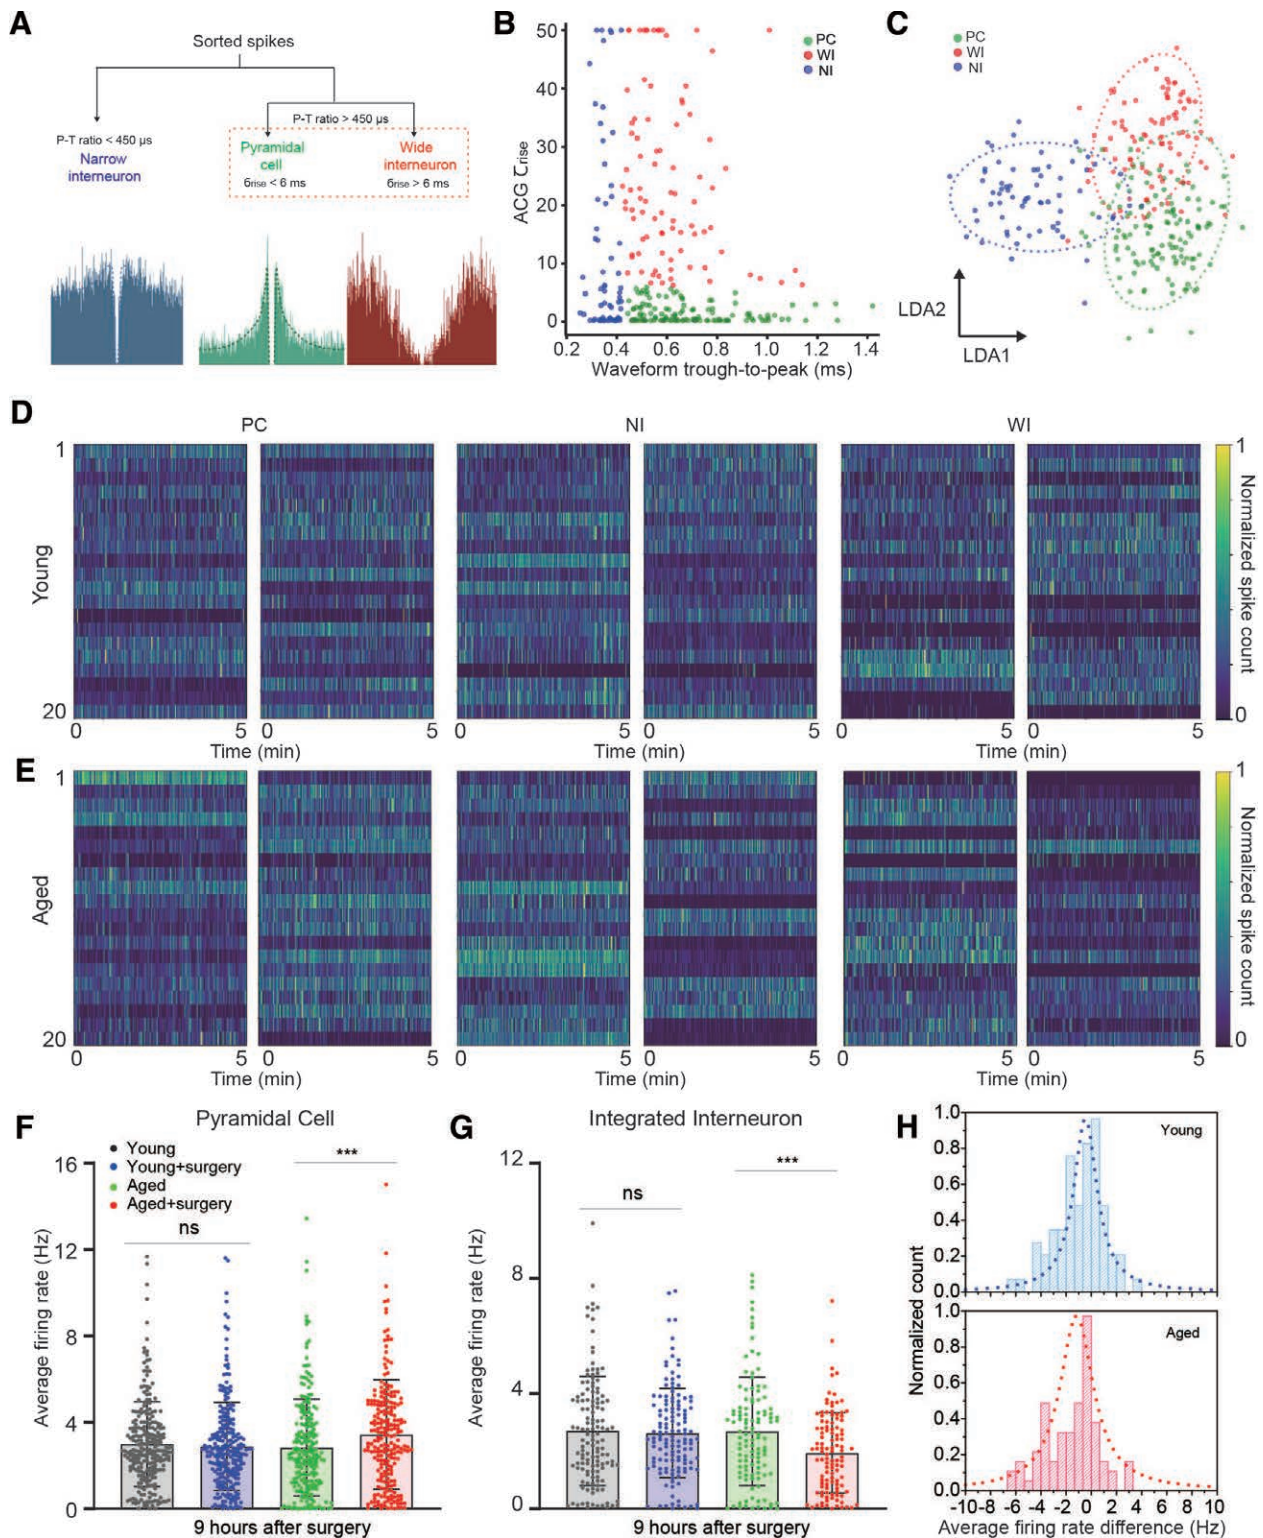 A
Sorted spikes
P-T ratio < 450 µs
Narrow
interneuron
P-T ratio > 450 µs
Pyramidal
cell
бrise < 6 ms
Wide
interneuron
бrise > 6 ms
B
ACG τrise
50
40
30
20
10
0
0.2 0.4 0.6 0.8 1.0 1.2 1.4
Waveform trough-to-peak (ms)
PC
WI
NI
C
PC
WI
NI
LDA2
LDA1
D
PC NI WI
Young
1
20
0 5 0 5 0 5 0 5 0 5 0 5
Time (min) Time (min) Time (min)
1
0
Normalized spike count
E
Aged
1
20
0 5 0 5 0 5 0 5 0 5 0 5
Time (min) Time (min) Time (min)
1
0
Normalized spike count
F
Pyramidal Cell
Young
Young+surgery
Aged
Aged+surgery
ns
***
Average firing rate (Hz)
16
12
8
4
0
9 hours after surgery
G
Integrated Interneuron
ns
***
Average firing rate (Hz)
12
8
4
0
9 hours after surgery
H
Normalized count
Young
1.0
0.8
0.6
0.4
0.2
0.0
Aged
1.0
0.8
0.6
0.4
0.2
0.0
-10 -8 -6 -4 -2 0 2 4 6 8 10
Average firing rate difference (Hz)